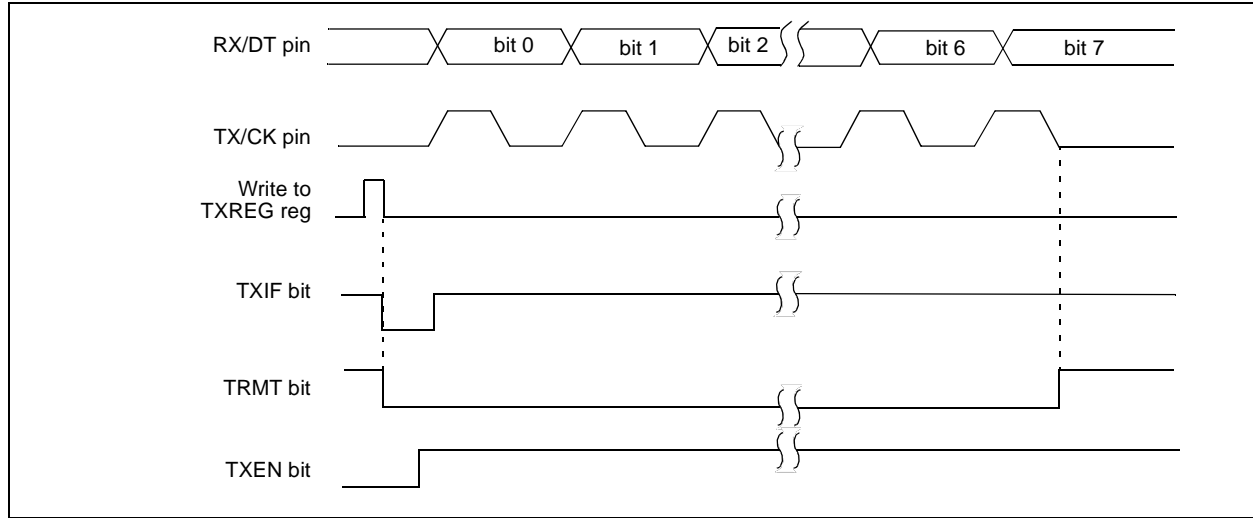 RX/DT pin
bit 0
bit 1
bit 2
bit 6
bit 7
TX/CK pin
Write to
TXREG reg
TXIF bit
TRMT bit
TXEN bit